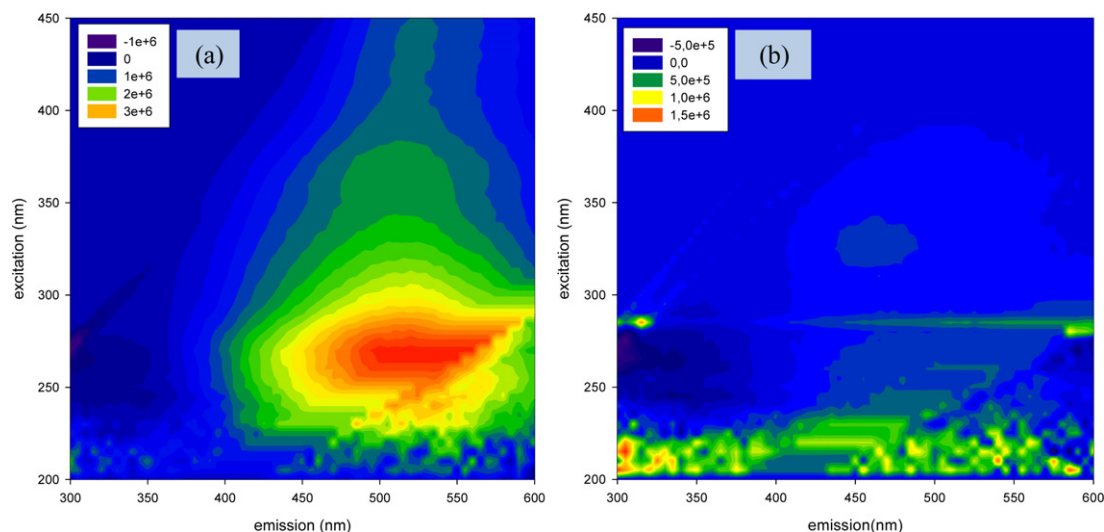 (a)
-1e+6
0
1e+6
2e+6
3e+6
450
400
350
300
250
200
excitation (nm)
300 350 400 450 500 550 600
emission (nm)
(b)
-5,0e+5
0,0
5,0e+5
1,0e+6
1,5e+6
450
400
350
300
250
200
excitation (nm)
300 350 400 450 500 550 600
emission(nm)